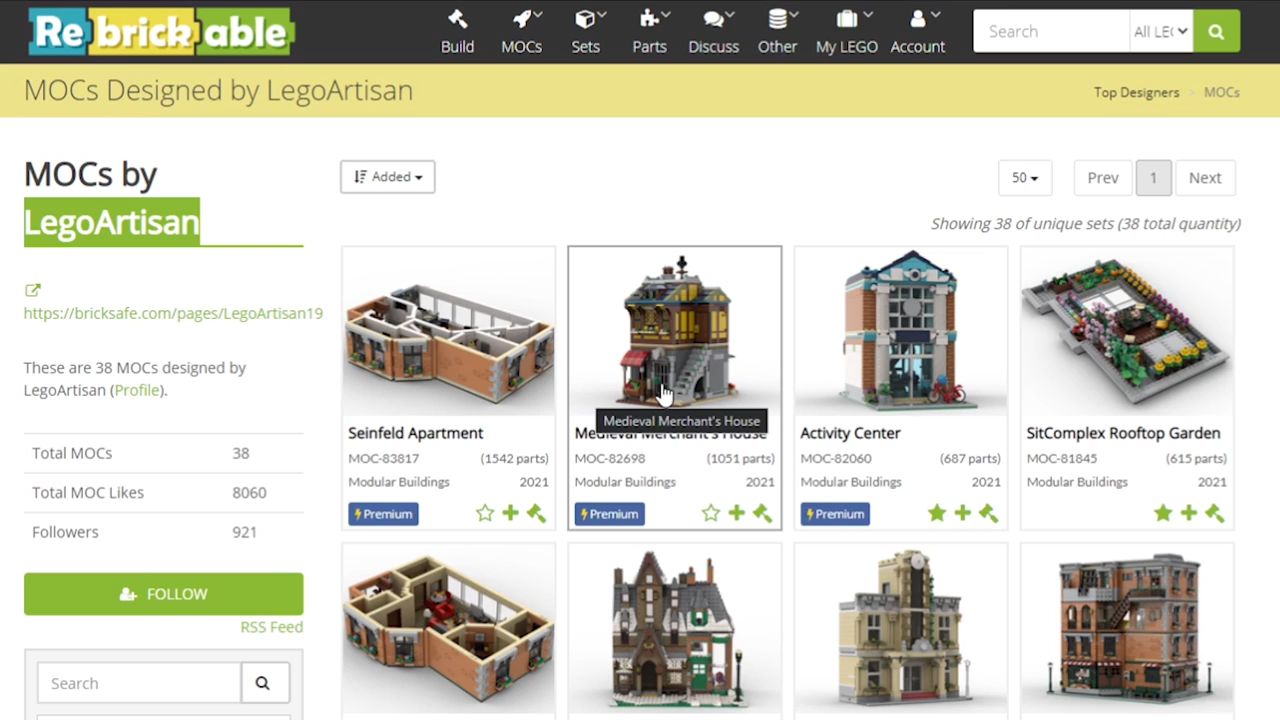 Rebrickable
Build
MOCs
Sets
Parts
Discuss
Other
My LEGO
Account
Search
All LEG
MOCs Designed by LegoArtisan
Top Designers > MOCs
MOCs by
LegoArtisan
https://bricksafe.com/pages/LegoArtisan19
These are 38 MOCs designed by
LegoArtisan (Profile).
Total MOCs 38
Total MOC Likes 8060
Followers 921
FOLLOW
RSS Feed
Search
Added
50
Prev
1
Next
Showing 38 of unique sets (38 total quantity)
Seinfeld Apartment
MOC-83817 (1542 parts)
Modular Buildings 2021
Premium
Medieval Merchant's House
Medieval Merchant's House
MOC-82698 (1051 parts)
Modular Buildings 2021
Premium
Activity Center
MOC-82060 (687 parts)
Modular Buildings 2021
Premium
SitComplex Rooftop Garden
MOC-81845 (615 parts)
Modular Buildings 2021